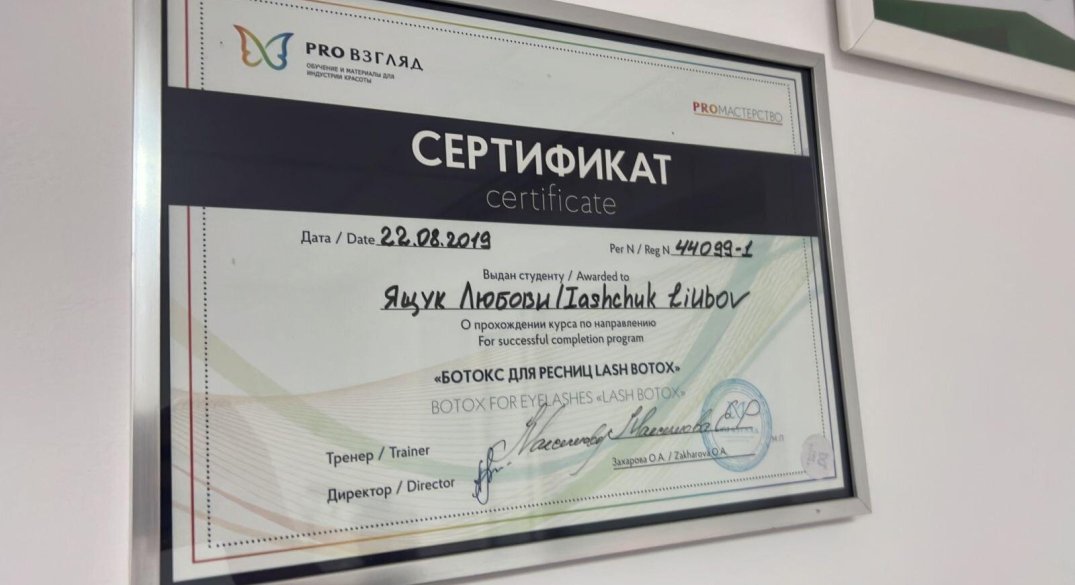 PRO ВЗГЛЯД
ОБУЧЕНИЕ И МАТЕРИАЛЫ ДЛЯ
ИНДУСТРИИ КРАСОТЫ
PROМАСТЕРСТВО
СЕРТИФИКАТ
certificate
Дата / Date 22.08.2019
Рег N / Reg N 44099-1
Выдан студенту / Awarded to
Ящук Любови/Iashchuk Liubov
О прохождении курса по направлению
For successful completion program
«БОТОКС ДЛЯ РЕСНИЦ LASH BOTOX»
BOTOX FOR EYELASHES «LASH BOTOX»
Тренер / Trainer
Захарова О.А. / Zakharova O.A.
М.П.
Директор / Director